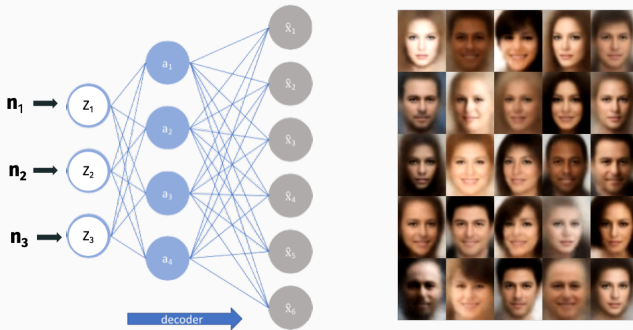 n₁
n₂
n₃
Z₁
Z₂
Z₃
a₁
a₂
a₃
a₄
x̂₁
x̂₂
x̂₃
x̂₄
x̂₅
x̂₆
decoder